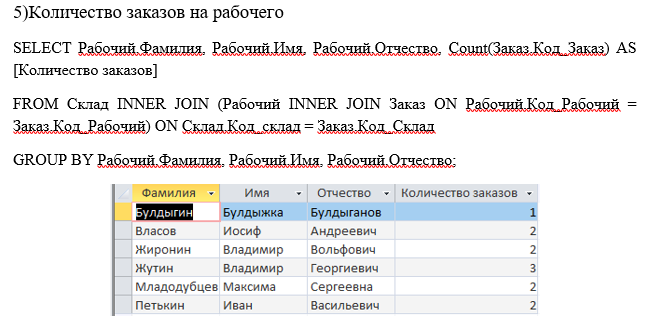 5)Количество заказов на рабочего
SELECT Рабочий.Фамилия, Рабочий.Имя, Рабочий.Отчество, Count(Заказ.Код_Заказ) AS
[Количество заказов]
FROM Склад INNER JOIN (Рабочий INNER JOIN Заказ ON Рабочий.Код_Рабочий =
Заказ.Код_Рабочий) ON Склад.Код_склад = Заказ.Код_Склад
GROUP BY Рабочий.Фамилия, Рабочий.Имя, Рабочий.Отчество;
Фамилия Имя Отчество Количество заказов
Булдыгин Булдыжка Булдыганов 1
Власов Иосиф Андреевич 2
Жиронин Владимир Вольфович 2
Жутин Владимир Георгиевич 3
Младодубцев Максима Сергеевна 2
Петькин Иван Васильевич 2